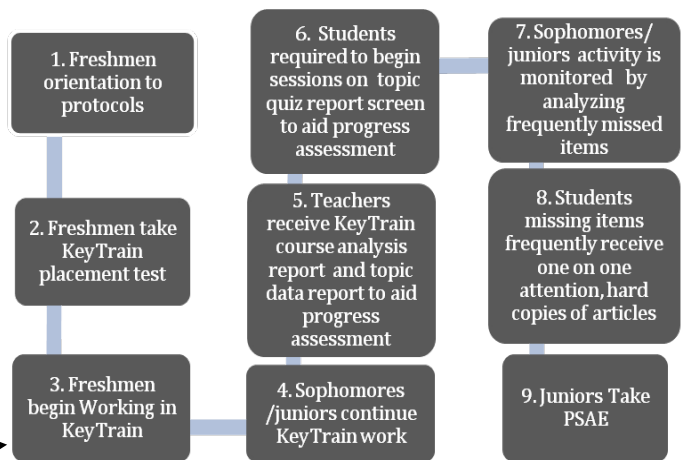 1. Freshmen
orientation to
protocols
2. Freshmen take
KeyTrain
placement test
3. Freshmen
begin Working in
KeyTrain
4. Sophomores
/juniors continue
KeyTrain work
5. Teachers
receive KeyTrain
course analysis
report and topic
data report to aid
progress
assessment
6. Students
required to begin
sessions on topic
quiz report screen
to aid progress
assessment
7. Sophomores/
juniors activity is
monitored by
analyzing
frequently missed
items
8. Students
missing items
frequently receive
one on one
attention, hard
copies of articles
9. Juniors Take
PSAE